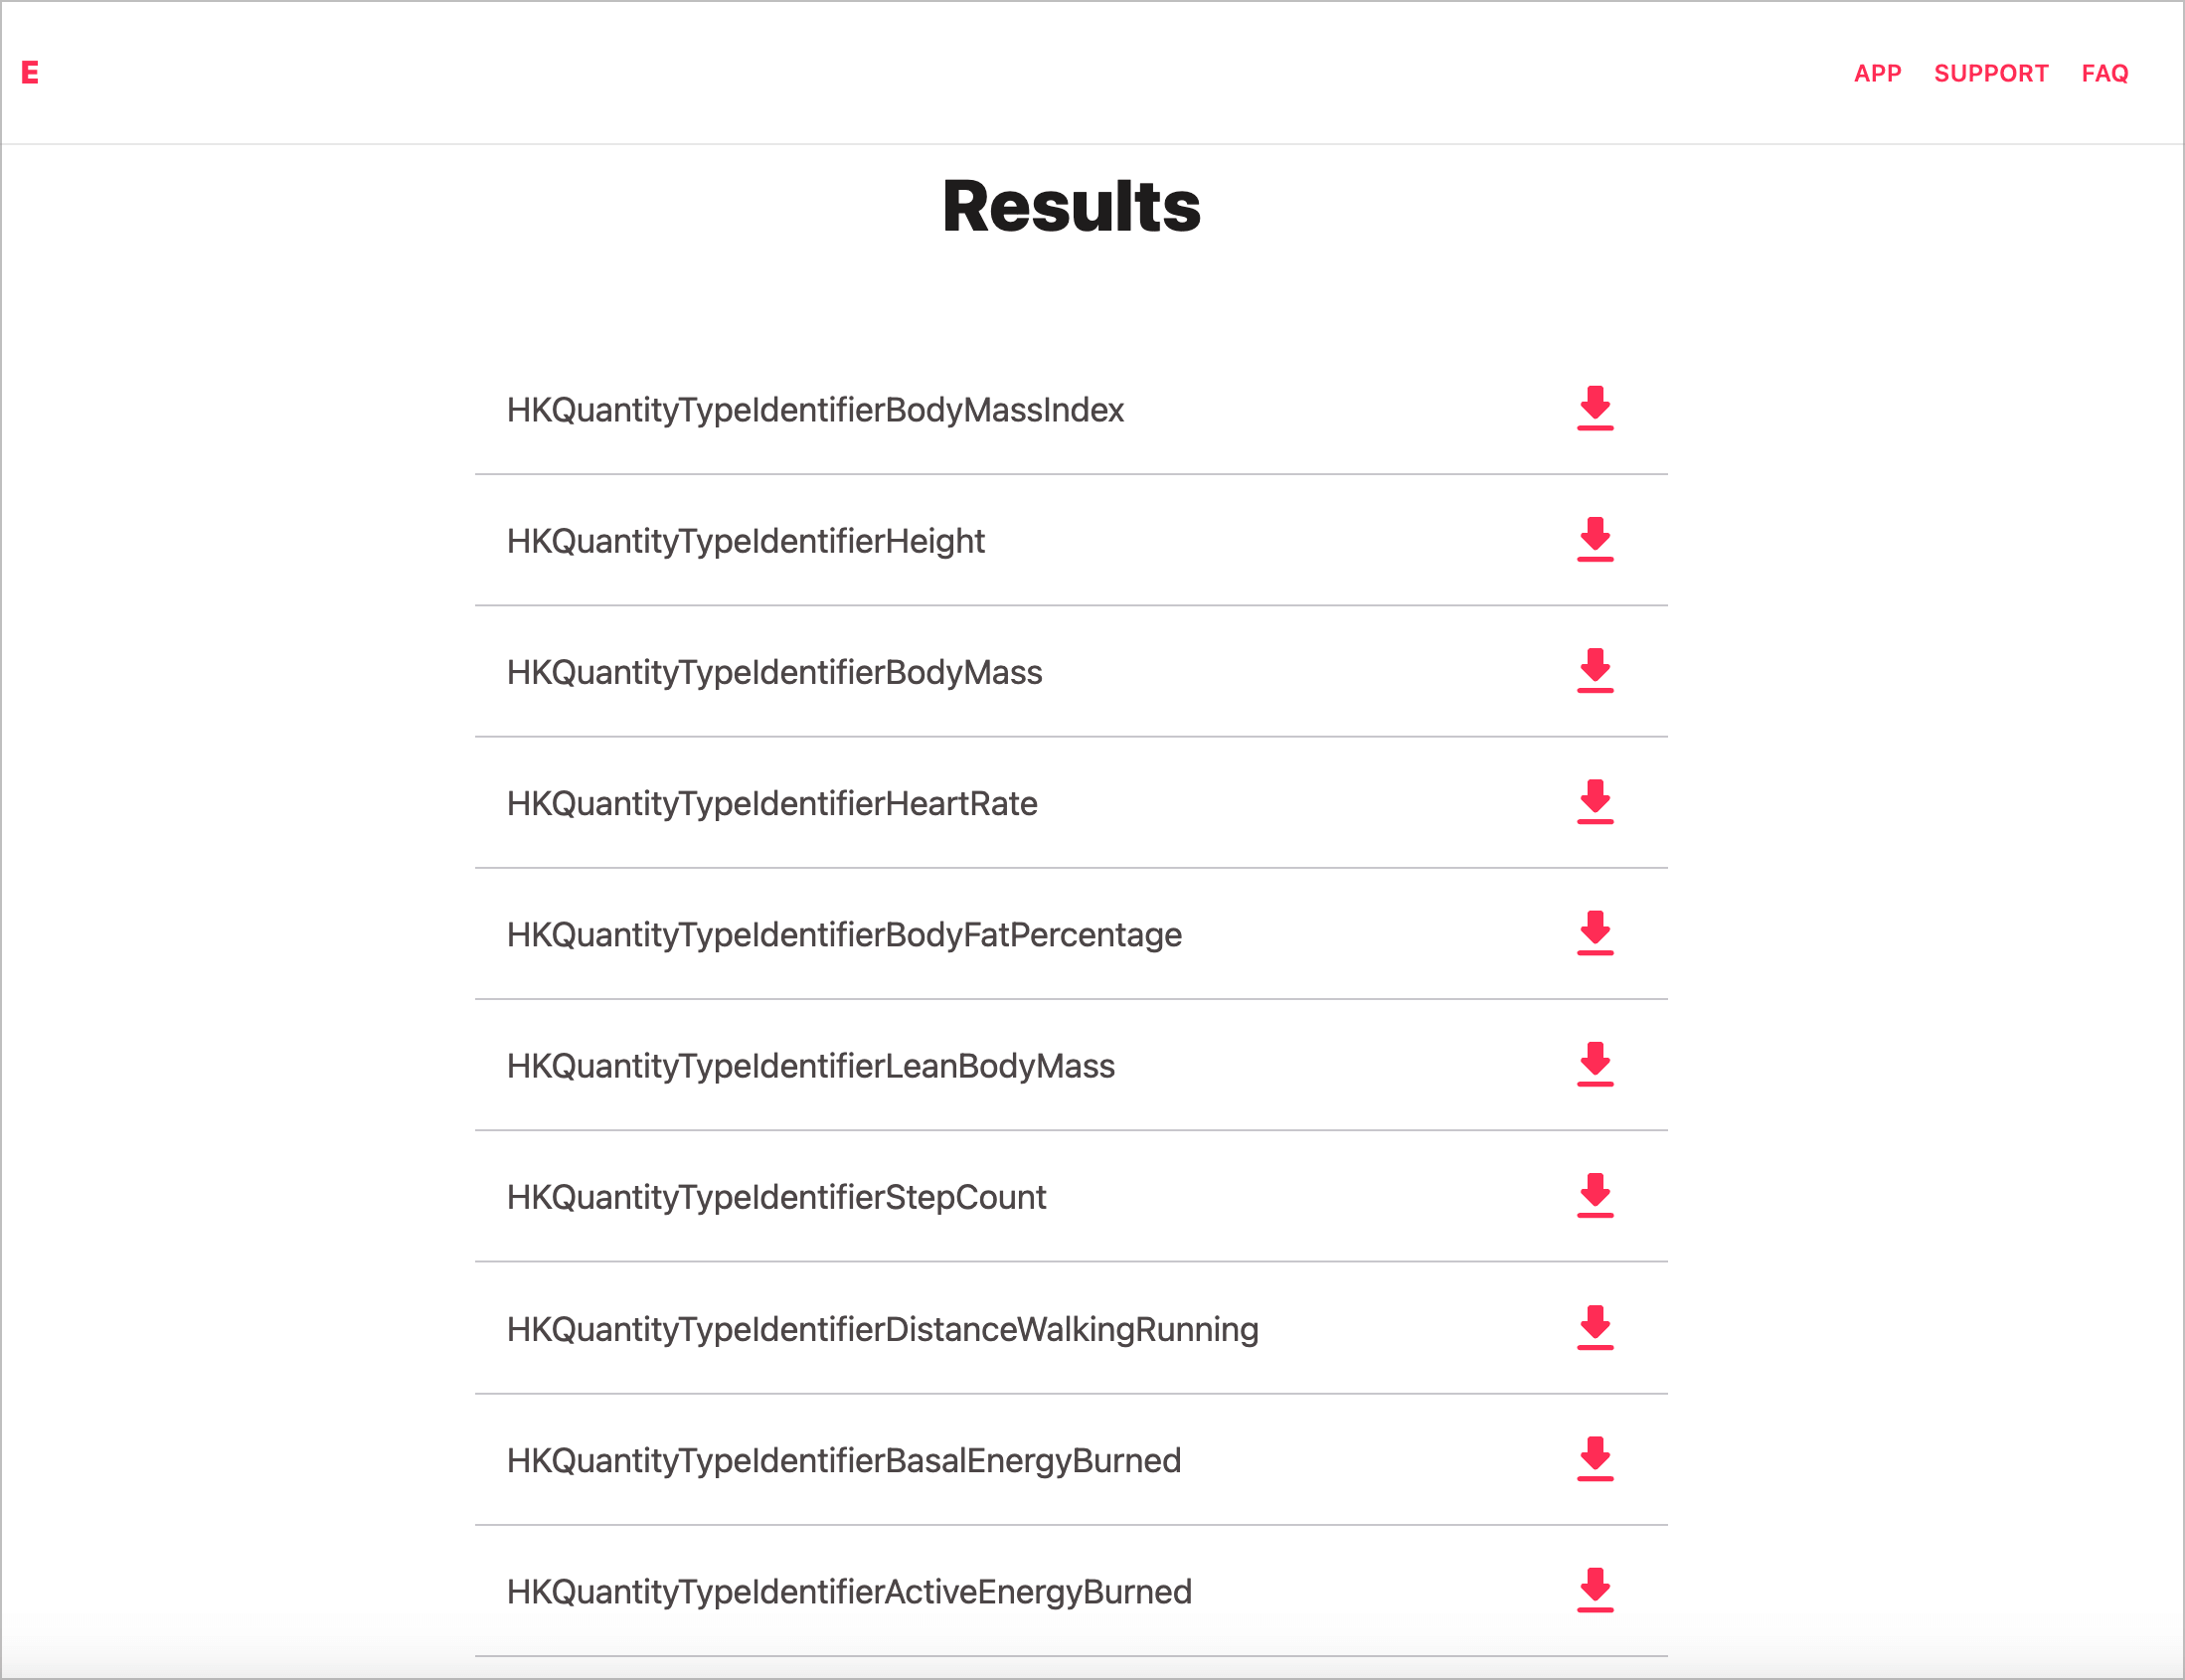 E
APP SUPPORT FAQ
Results
HKQuantityTypeIdentifierBodyMassIndex
HKQuantityTypeIdentifierHeight
HKQuantityTypeIdentifierBodyMass
HKQuantityTypeIdentifierHeartRate
HKQuantityTypeIdentifierBodyFatPercentage
HKQuantityTypeIdentifierLeanBodyMass
HKQuantityTypeIdentifierStepCount
HKQuantityTypeIdentifierDistanceWalkingRunning
HKQuantityTypeIdentifierBasalEnergyBurned
HKQuantityTypeIdentifierActiveEnergyBurned